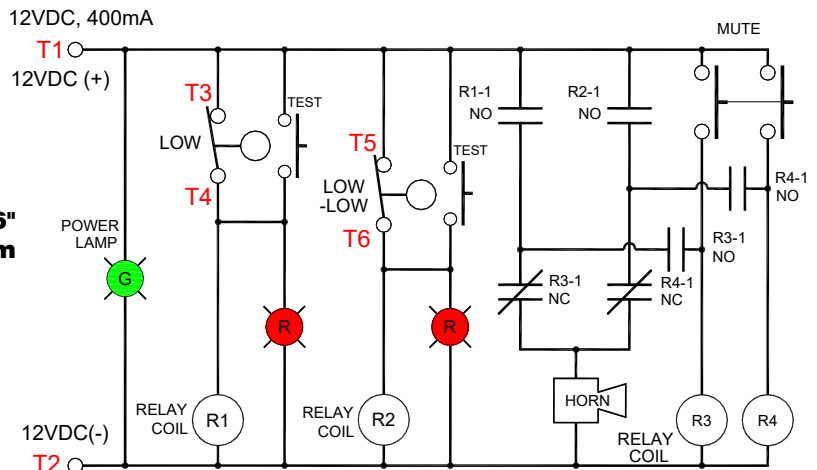 12VDC, 400mA
T1
12VDC (+)
MUTE
T3
TEST
LOW
T4
R1-1
NO
R2-1
NO
T5
TEST
LOW
-LOW
T6
R4-1
NO
6"
m
POWER
LAMP
G
R3-1
NO
R3-1
NC
R4-1
NC
R
R
HORN
RELAY
COIL
R1
RELAY
COIL
R2
R3
R4
RELAY
COIL
12VDC(-)
T2